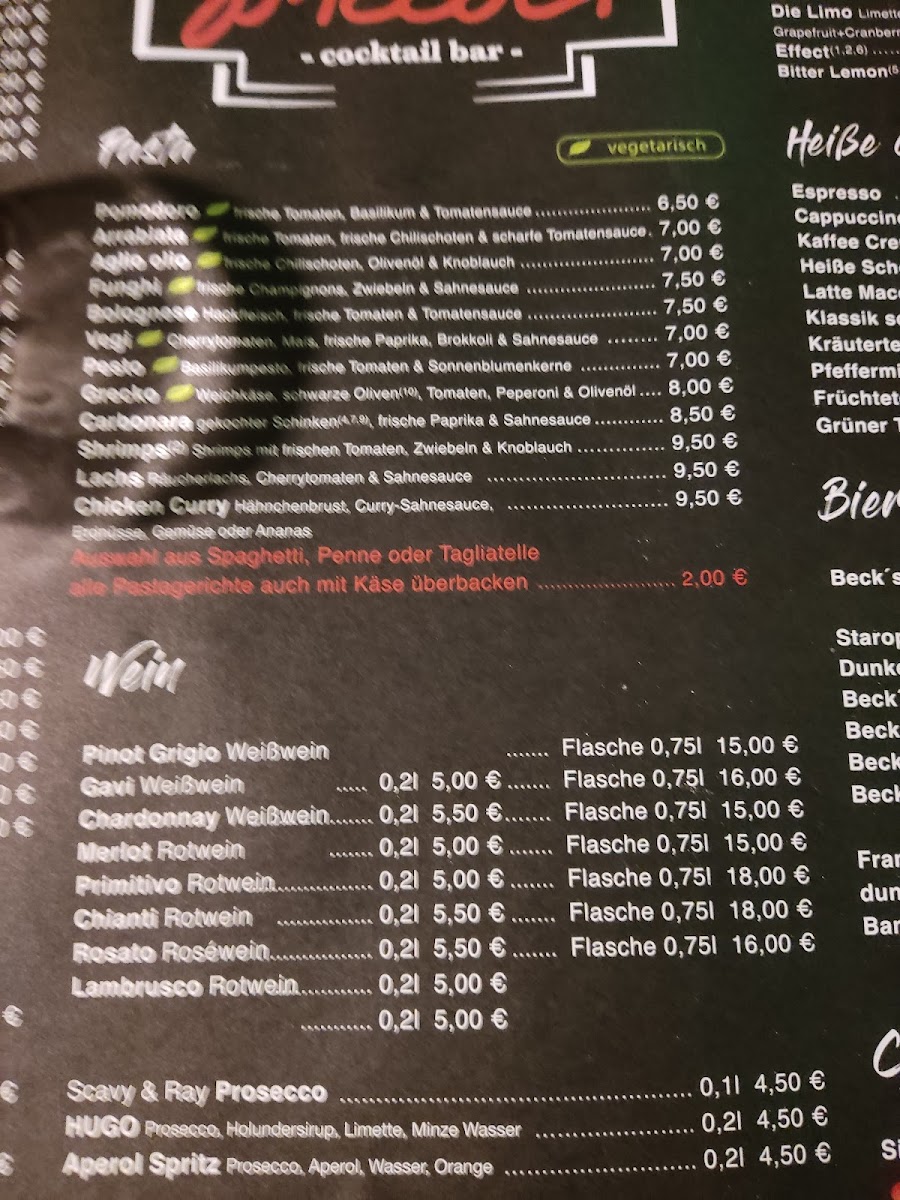 - cocktail bar -
Pasta
vegetarisch
Pomodoro frische Tomaten, Basilikum & Tomatensauce .................... 6,50 €
Arrabiata frische Tomaten, frische Chilischoten & scharfe Tomatensauce. 7,00 €
Aglio olio frische Chilischoten, Olivenöl & Knoblauch ....................... 7,00 €
Funghi frische Champignons, Zwiebeln & Sahnesauce ...................... 7,50 €
Bolognese Hackfleisch, frische Tomaten & Tomatensauce ...................... 7,50 €
Vegi Cherrytomaten, Mais, frische Paprika, Brokkoli & Sahnesauce ........ 7,00 €
Pesto Basilikumpesto, frische Tomaten & Sonnenblumenkerne ............. 7,00 €
Grecko Weichkäse, schwarze Oliven(10), Tomaten, Peperoni & Olivenöl .... 8,00 €
Carbonara gekochter Schinken(4,7,9), frische Paprika & Sahnesauce ............ 8,50 €
Shrimps(2) Shrimps mit frischen Tomaten, Zwiebeln & Knoblauch .............. 9,50 €
Lachs Räucherlachs, Cherrytomaten & Sahnesauce ............................. 9,50 €
Chicken Curry Hähnchenbrust, Curry-Sahnesauce, .......................... 9,50 €
Erdnüsse, Gemüse oder Ananas
Auswahl aus Spaghetti, Penne oder Tagliatelle
alle Pastagerichte auch mit Käse überbacken ...................... 2,00 €
Wein
Pinot Grigio Weißwein ....... Flasche 0,75l 15,00 €
Gavi Weißwein ..... 0,2l 5,00 € ....... Flasche 0,75l 16,00 €
Chardonnay Weißwein....... 0,2l 5,50 €....... Flasche 0,75l 15,00 €
Merlot Rotwein ....... 0,2l 5,00 € ....... Flasche 0,75l 15,00 €
Primitivo Rotwein............... 0,2l 5,00 € ....... Flasche 0,75l 18,00 €
Chianti Rotwein ............... 0,2l 5,50 € ....... Flasche 0,75l 18,00 €
Rosato Roséwein................ 0,2l 5,50 € ....... Flasche 0,75l 16,00 €
Lambrusco Rotwein........... 0,2l 5,00 €
........... 0,2l 5,00 €
Scavy & Ray Prosecco .................................................... 0,1l 4,50 €
HUGO Prosecco, Holundersirup, Limette, Minze Wasser ....................... 0,2l 4,50 €
Aperol Spritz Prosecco, Aperol, Wasser, Orange ............................ 0,2l 4,50 €
Die Limo Limette
Grapefruit+Cranberr
Effect(1,2,6) .....
Bitter Lemon(5
Heiße
Espresso
Cappuccino
Kaffee Cre
Heiße Sch
Latte Mac
Klassik s
Kräuterte
Pfeffermi
Früchtet
Grüner T
Bier
Beck´s
Starop
Dunke
Beck´
Beck
Beck
Beck
Fran
dun
Bar